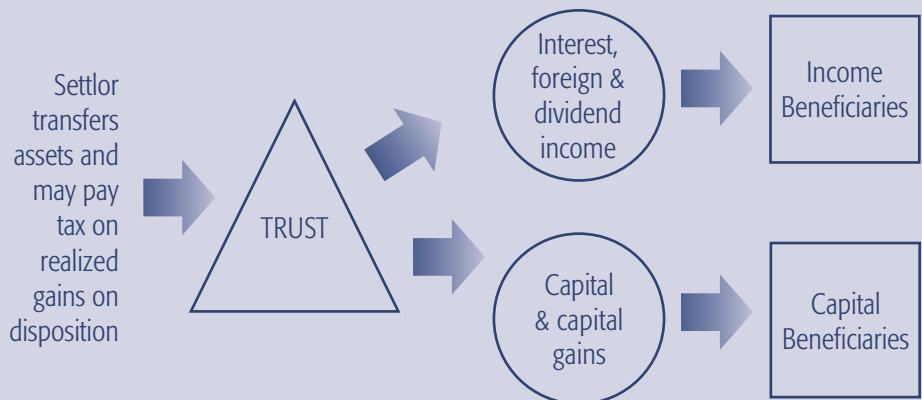 Settlor
transfers
assets and
may pay
tax on
realized
gains on
disposition
TRUST
Interest,
foreign &
dividend
income
Income
Beneficiaries
Capital
& capital
gains
Capital
Beneficiaries